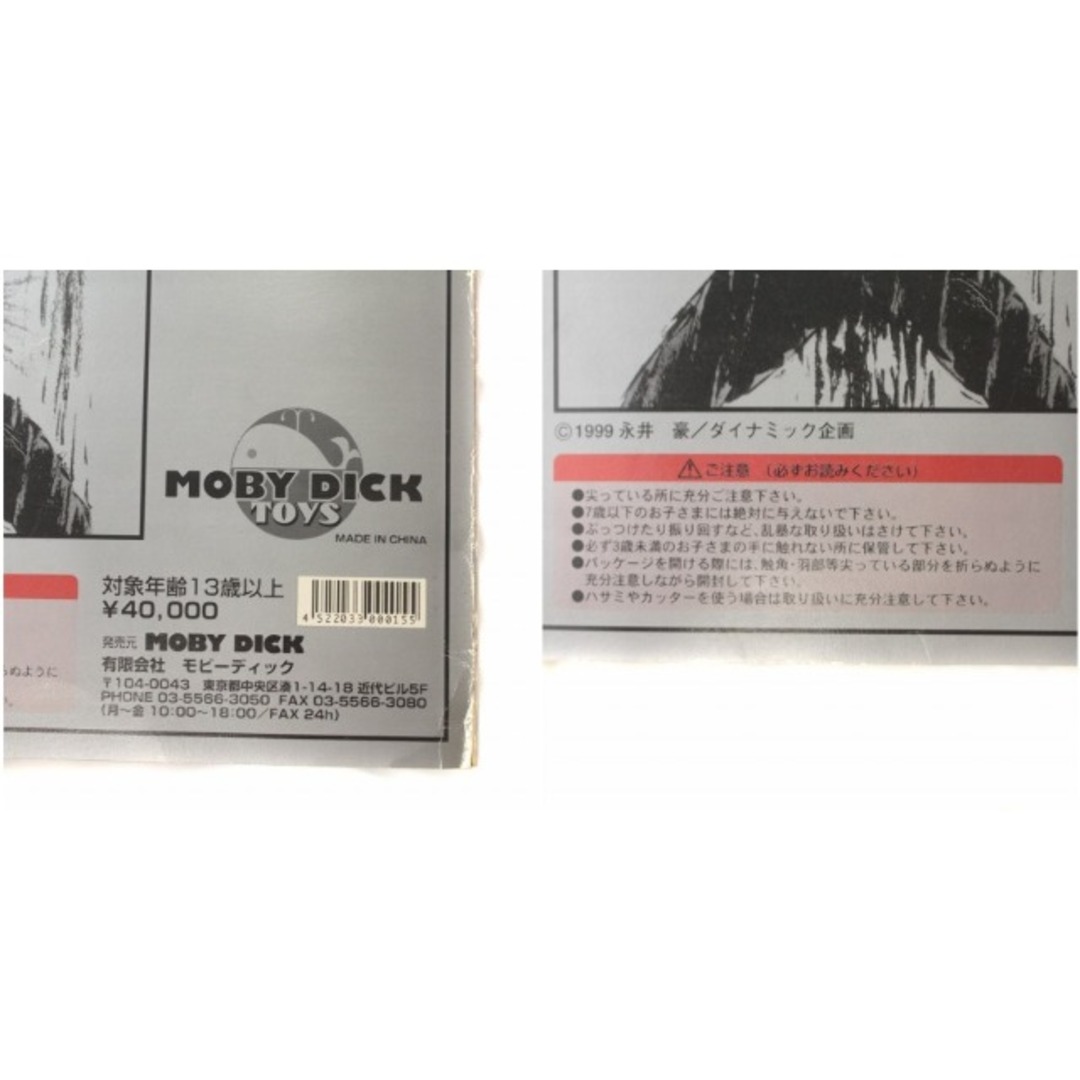 MOBY DICK
TOYS
MADE IN CHINA
対象年齢13歳以上
¥40,000
4 522033 000155
発売元 MOBY DICK
有限会社 モビーディック
〒104-0043 東京都中央区湊1-14-18 近代ビル5F
PHONE 03-5566-3050 FAX 03-5566-3080
(月〜金 10:00〜18:00/FAX 24h)
らぬように
©1999 永井 豪/ダイナミック企画
ご注意 (必ずお読みください)
●尖っている所に充分ご注意下さい。
●7歳以下のお子さまには絶対に与えないで下さい。
●ぶっつけたり振り回すなど、乱暴な取り扱いはさけて下さい。
●必ず3歳未満のお子さまの手に触れない所に保管して下さい。
●パッケージを開ける際には、触角・羽部等尖っている部分を折らぬように
充分注意しながら開封して下さい。
●ハサミやカッターを使う場合は取り扱いに充分注意して下さい。